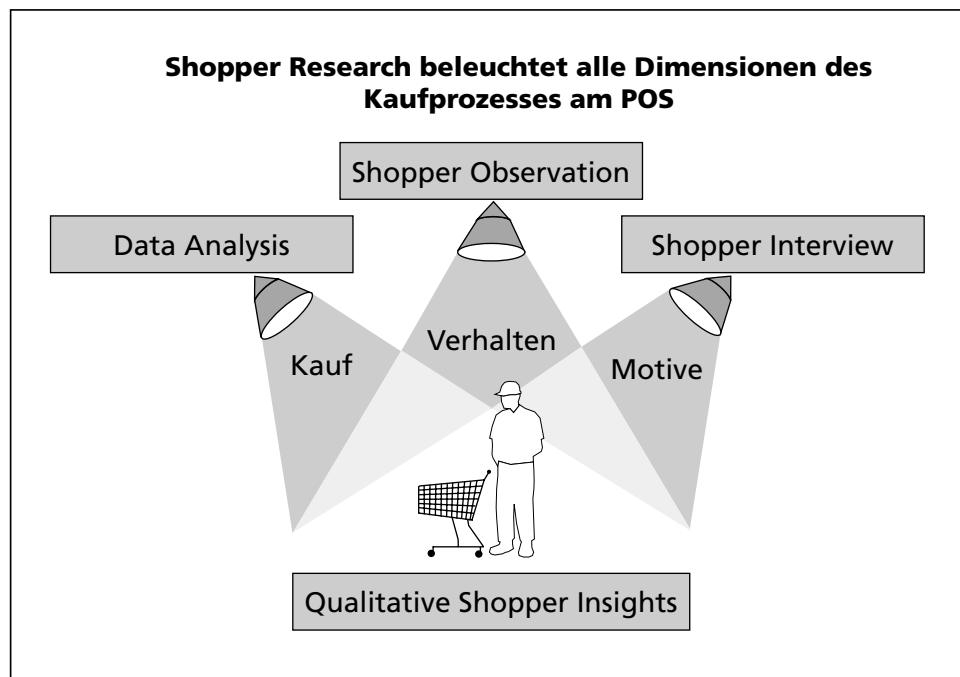 Shopper Research beleuchtet alle Dimensionen des
Kaufprozesses am POS
Shopper Observation
Data Analysis
Shopper Interview
Kauf
Verhalten
Motive
Qualitative Shopper Insights